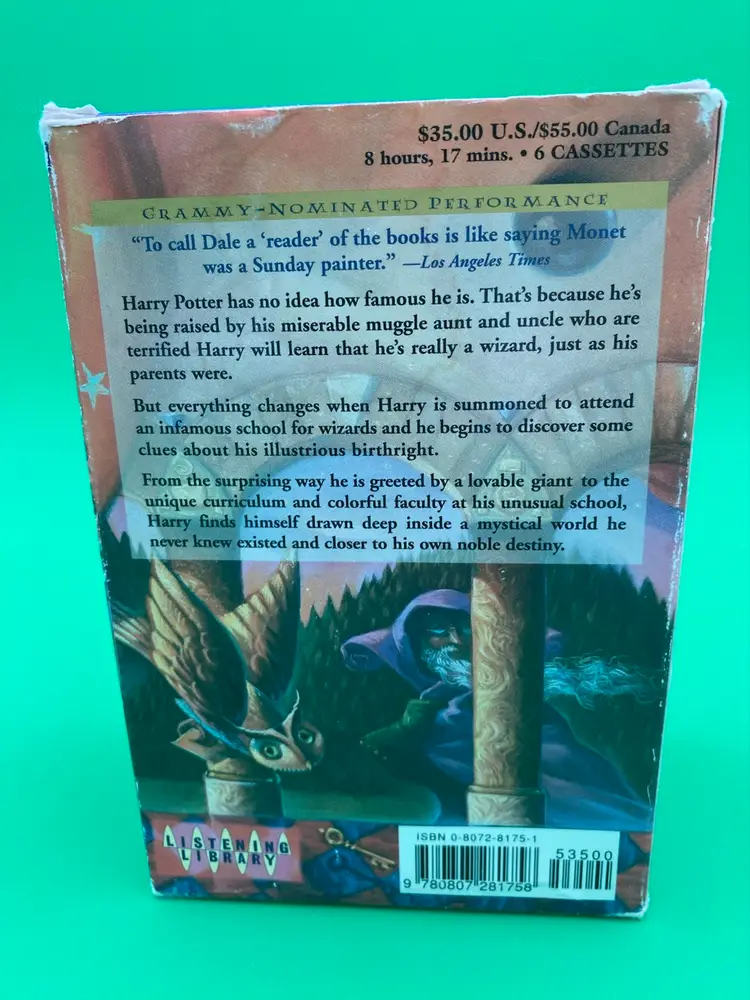 $35.00 U.S./$55.00 Canada
8 hours, 17 mins. • 6 CASSETTES
GRAMMY-NOMINATED PERFORMANCE
“To call Dale a ‘reader’ of the books is like saying Monet
was a Sunday painter.” —Los Angeles Times
Harry Potter has no idea how famous he is. That’s because he’s
being raised by his miserable muggle aunt and uncle who are
terrified Harry will learn that he’s really a wizard, just as his
parents were.
But everything changes when Harry is summoned to attend
an infamous school for wizards and he begins to discover some
clues about his illustrious birthright.
From the surprising way he is greeted by a lovable giant to the
unique curriculum and colorful faculty at his unusual school,
Harry finds himself drawn deep inside a mystical world he
never knew existed and closer to his own noble destiny.
LISTENING
LIBRARY
ISBN 0-8072-8175-1
53500
9 780807 281758